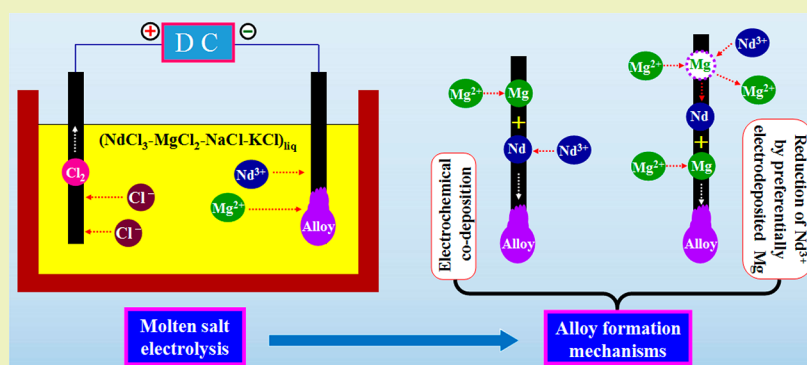 +
D C
−
(NdCl₃-MgCl₂-NaCl-KCl)liq
Cl₂
Cl⁻
Cl⁻
Nd³⁺
Mg²⁺
Alloy
Mg²⁺
Mg
+
Nd
Nd³⁺
Alloy
Electrochemical
co-deposition
Nd³⁺
Mg²⁺
Mg
Mg²⁺
Nd
+
Mg²⁺
Mg
Alloy
Reduction of Nd³⁺
by preferentially
electrodeposited Mg
Molten salt
electrolysis
Alloy formation
mechanisms